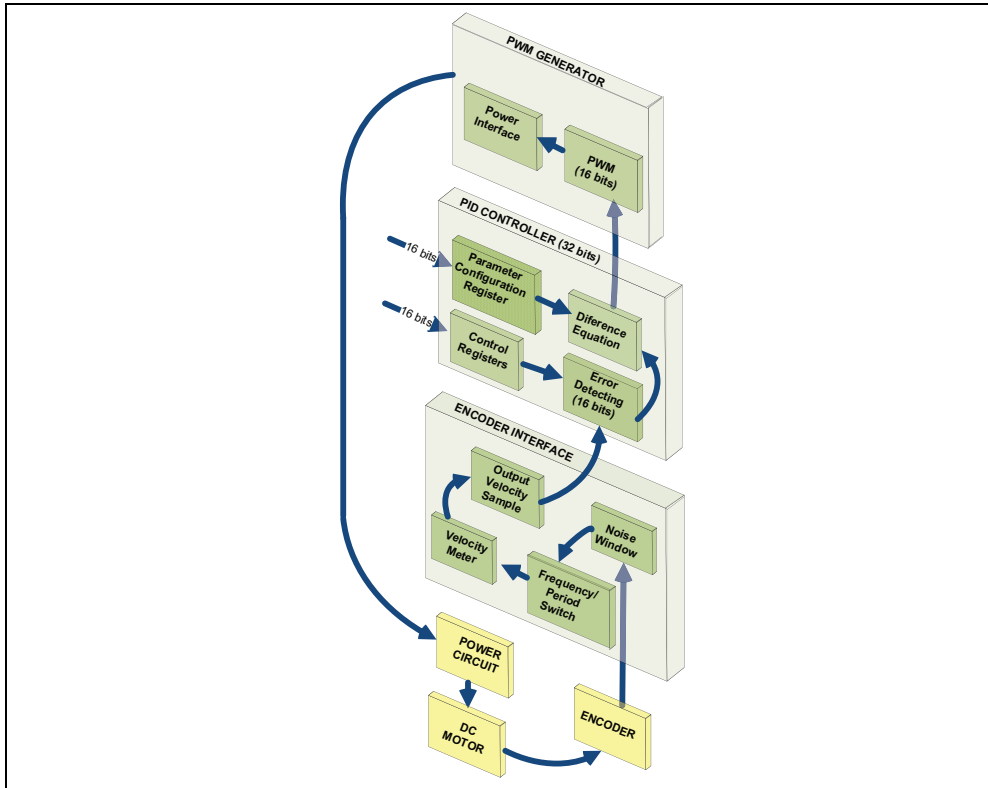 PWM GENERATOR
Power
Interface
PWM
(16 bits)
PID CONTROLLER (32 bits)
16 bits
Parameter
Configuration
Register
Diference
Equation
16 bits
Control
Registers
Error
Detecting
(16 bits)
ENCODER INTERFACE
Output
Velocity
Sample
Noise
Window
Velocity
Meter
Frequency/
Period
Switch
POWER
CIRCUIT
DC
MOTOR
ENCODER